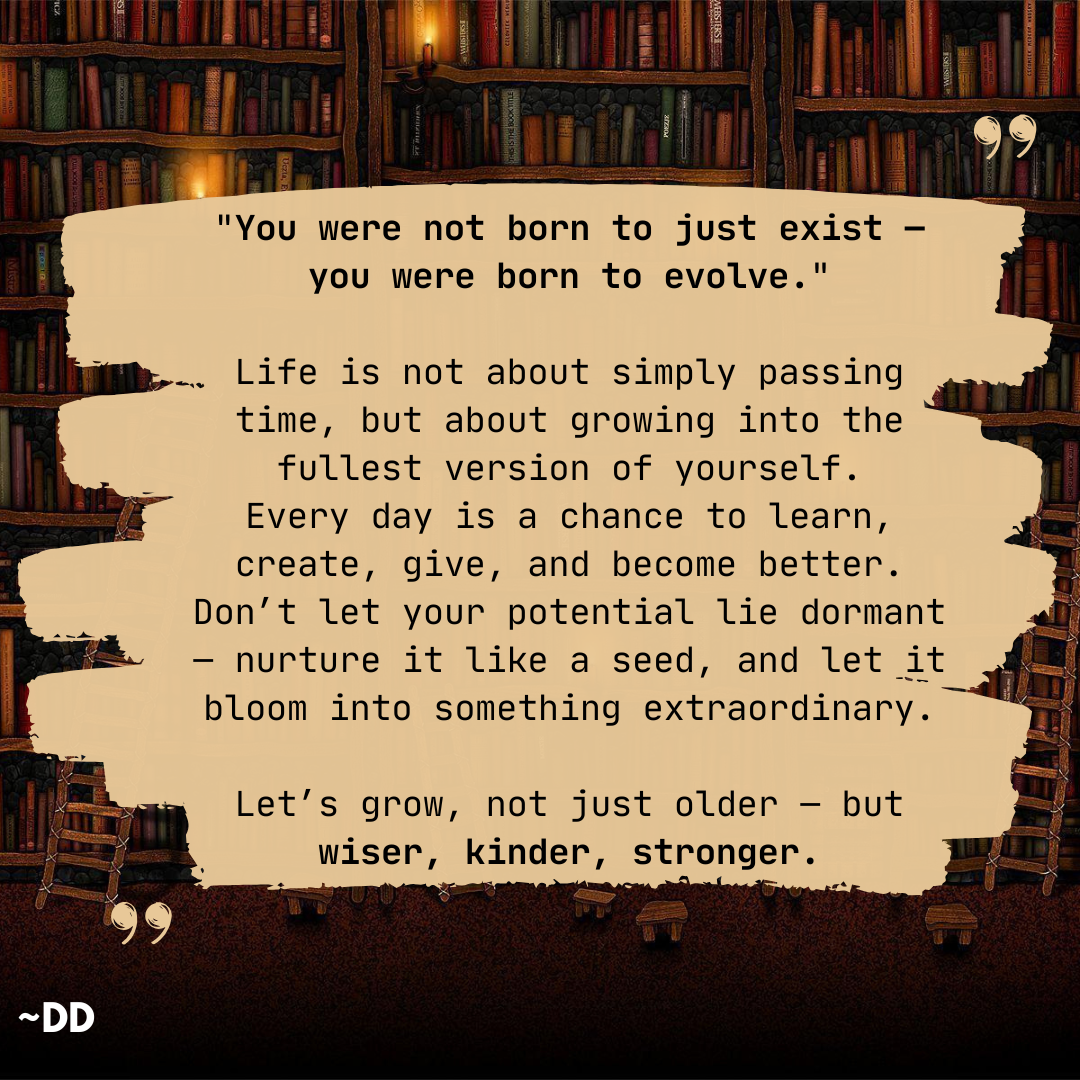 "You were not born to just exist —
you were born to evolve."
Life is not about simply passing
time, but about growing into the
fullest version of yourself.
Every day is a chance to learn,
create, give, and become better.
Don’t let your potential lie dormant
— nurture it like a seed, and let it
bloom into something extraordinary.
Let’s grow, not just older — but
wiser, kinder, stronger.
~DD